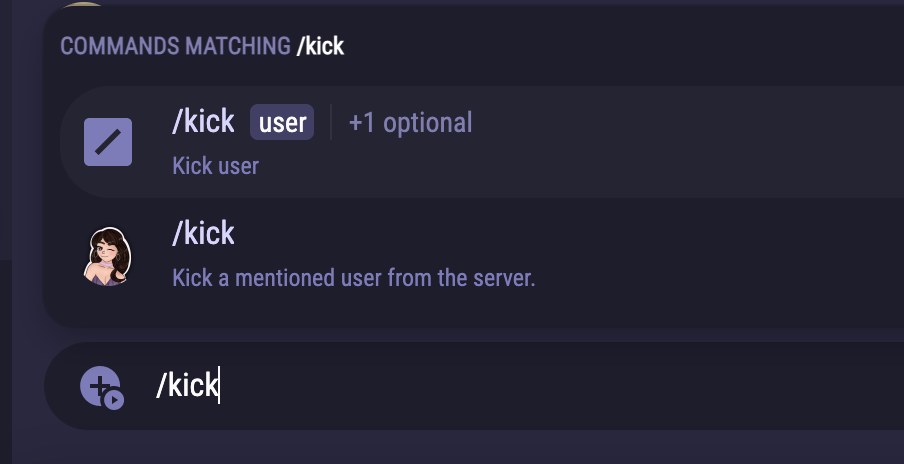 COMMANDS MATCHING /kick
/kick user +1 optional
Kick user
/kick
Kick a mentioned user from the server.
/kick